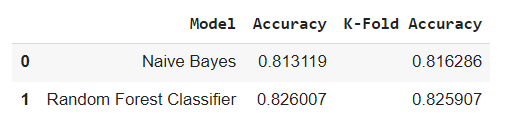 Model Accuracy K-Fold Accuracy
0 Naive Bayes 0.813119 0.816286
1 Random Forest Classifier 0.826007 0.825907